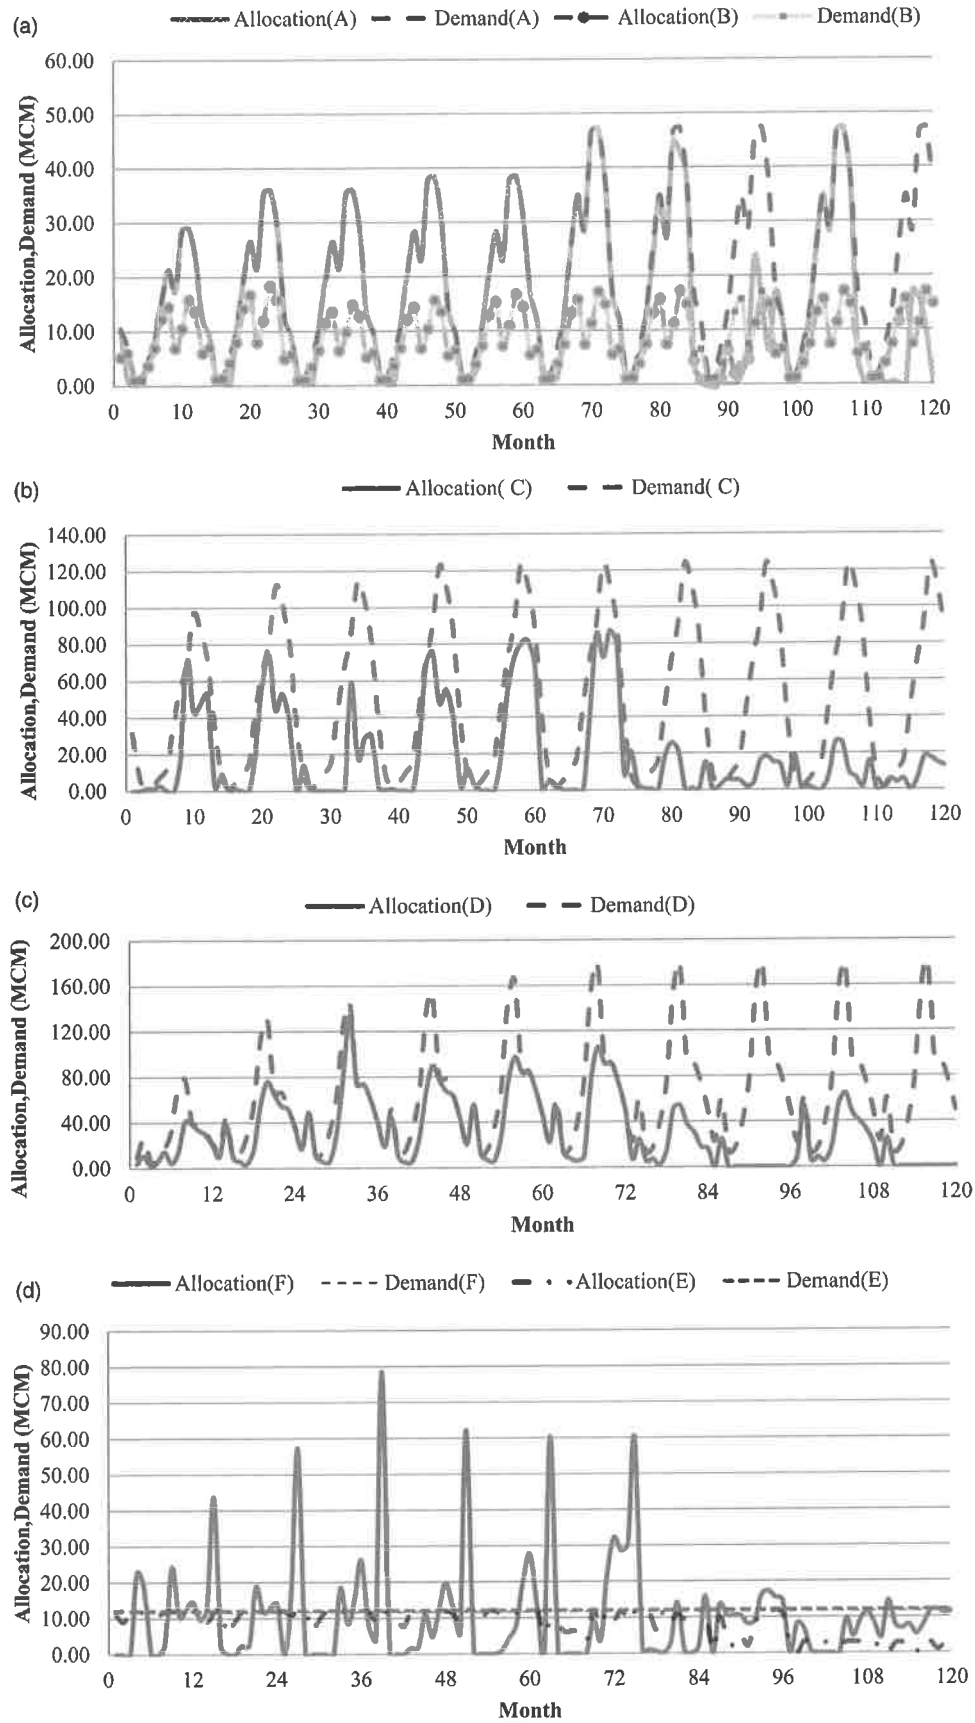 (a)
Allocation(A) Demand(A) Allocation(B) Demand(B)
60.00
50.00
40.00
30.00
20.00
10.00
0.00
Allocation,Demand (MCM)
0 10 20 30 40 50 60 70 80 90 100 110 120
Month
(b)
Allocation( C) Demand( C)
140.00
120.00
100.00
80.00
60.00
40.00
20.00
0.00
Allocation,Demand (MCM)
0 10 20 30 40 50 60 70 80 90 100 110 120
Month
(c)
Allocation(D) Demand(D)
200.00
160.00
120.00
80.00
40.00
0.00
Allocation,Demand (MCM)
0 12 24 36 48 60 72 84 96 108 120
Month
(d)
Allocation(F) Demand(F) Allocation(E) Demand(E)
90.00
80.00
70.00
60.00
50.00
40.00
30.00
20.00
10.00
0.00
Allocation,Demand (MCM)
0 12 24 36 48 60 72 84 96 108 120
Month